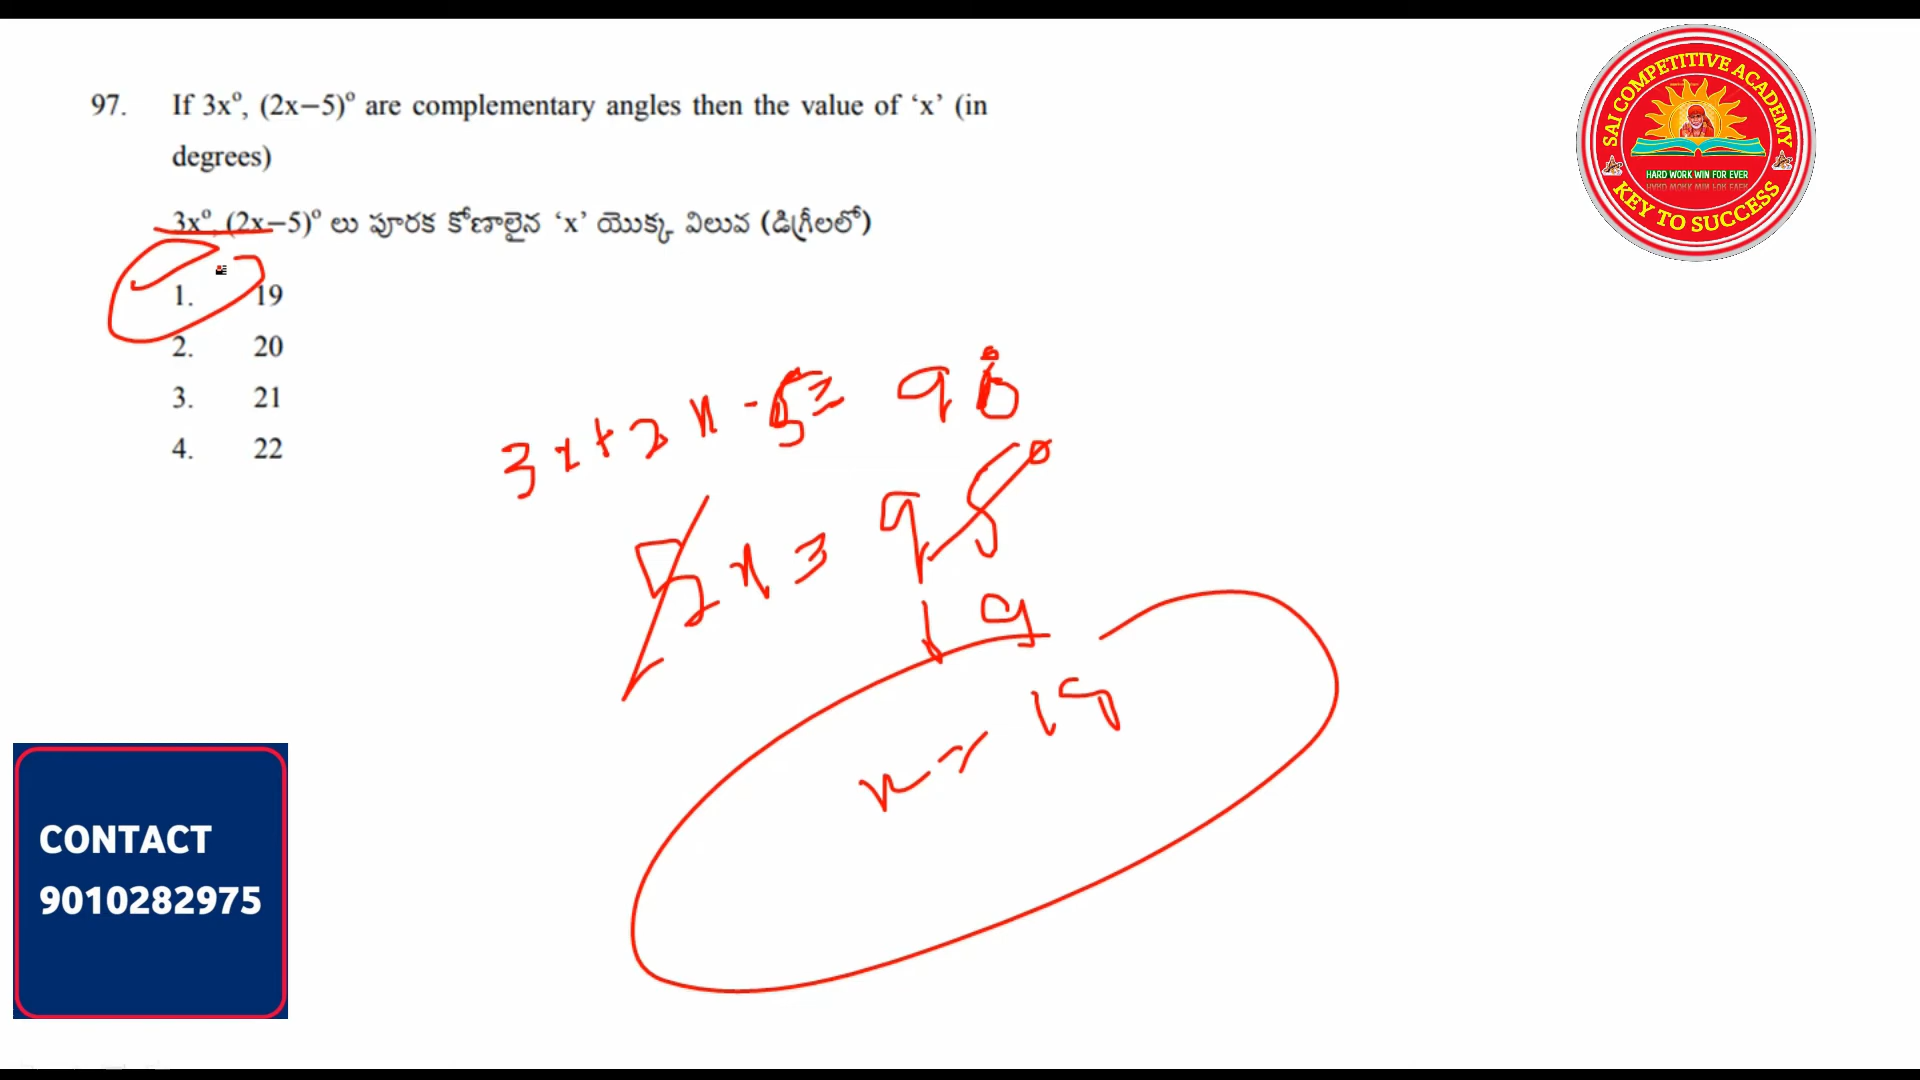 97. If 3x°, (2x−5)° are complementary angles then the value of ‘x’ (in
degrees)
3x°, (2x−5)° లు పూరక కోణాలైన ‘x’ యొక్క విలువ (డిగ్రీలలో)
1. 19
2. 20
3. 21
4. 22
3x+2x-5= 90
5x = 95
19
x = 19
SAI COMPETITIVE ACADEMY
HARD WORK WIN FOR EVER
KEY TO SUCCESS
CONTACT
9010282975